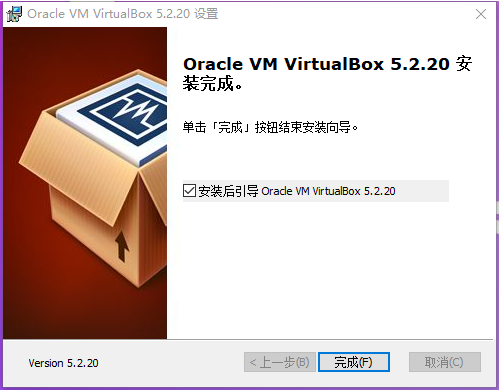 Oracle VM VirtualBox 5.2.20 设置
Oracle VM VirtualBox 5.2.20 安
装完成。
单击「完成」按钮结束安装向导。
安装后引导 Oracle VM VirtualBox 5.2.20
Version 5.2.20
< 上一步(B)
完成(F)
取消(C)